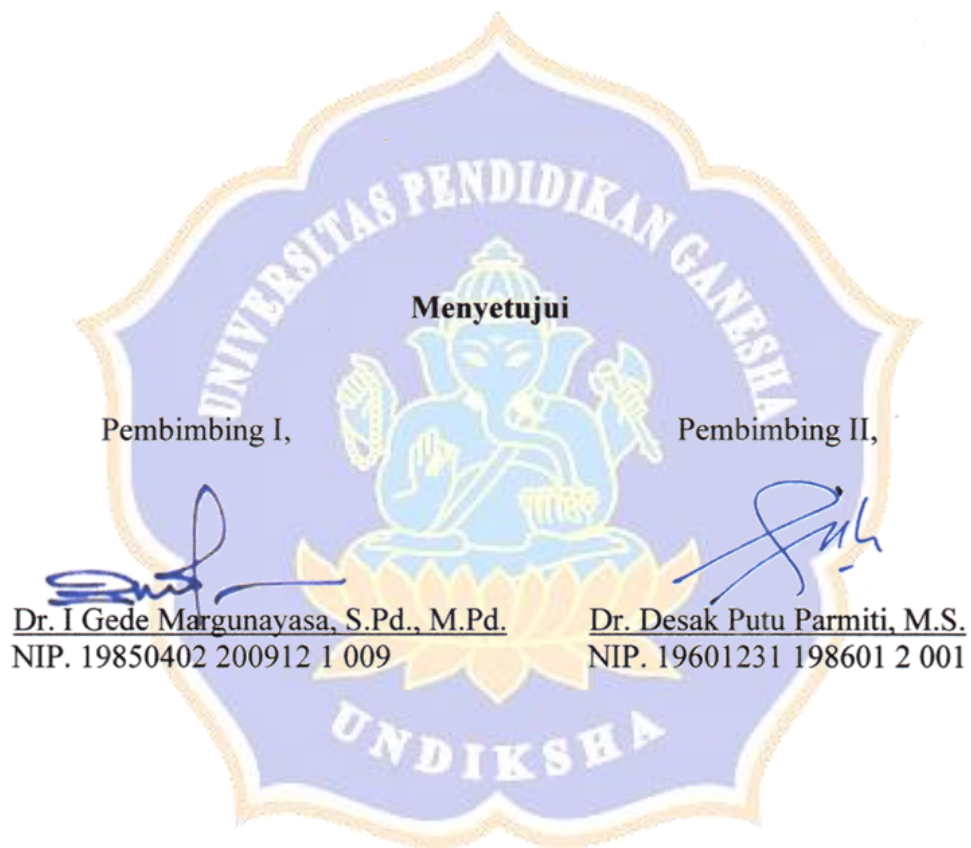 UNIVERSITAS PENDIDIKAN GANESHA
Menyetujui
Pembimbing I, Pembimbing II,
Dr. I Gede Margunayasa, S.Pd., M.Pd. Dr. Desak Putu Parmiti, M.S.
NIP. 19850402 200912 1 009 NIP. 19601231 198601 2 001
UNDIKSHA